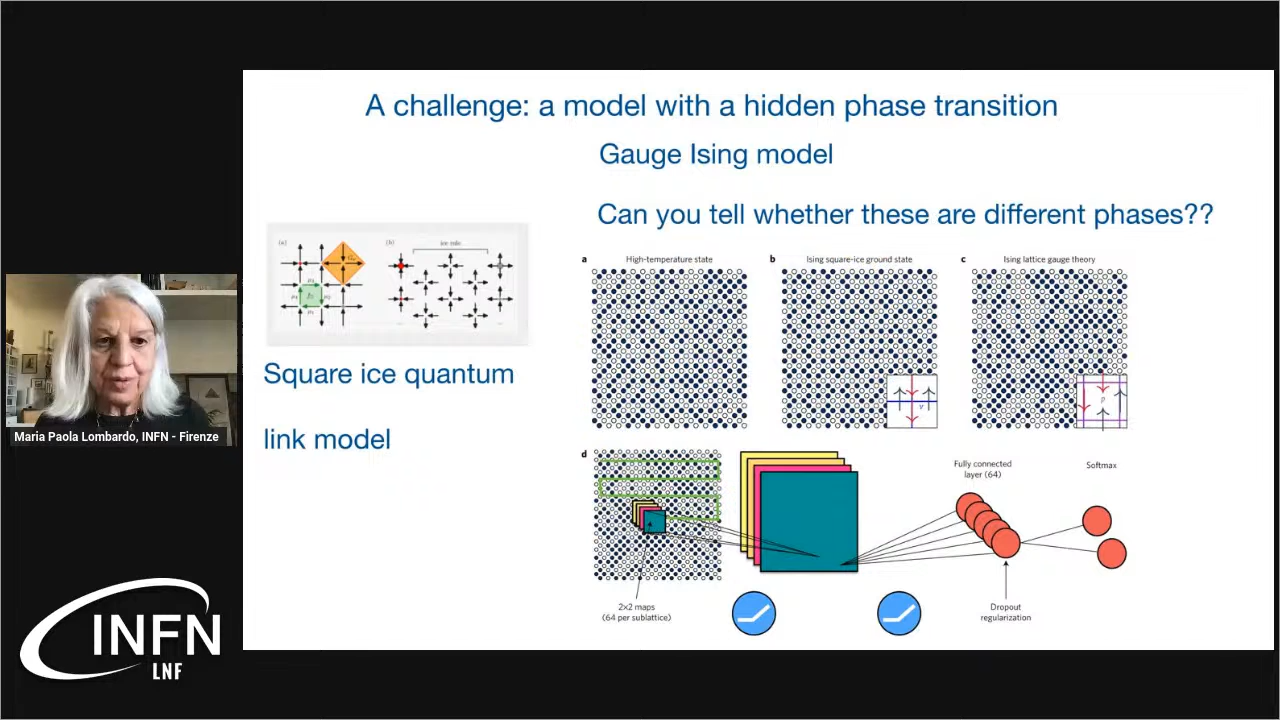 A challenge: a model with a hidden phase transition
Gauge Ising model
Can you tell whether these are different phases??
(a)
(b)
ice rule
Square ice quantum
link model
a
High-temperature state
b
Ising square-ice ground state
c
Ising lattice gauge theory
v
p
d
Fully connected
layer (64)
Softmax
2×2 maps
(64 per sublattice)
Dropout
regularization
Maria Paola Lombardo, INFN - Firenze
INFN
LNF